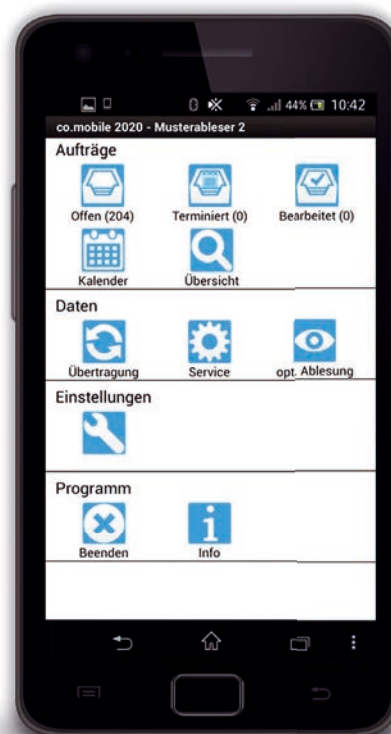 44% 10:42
co.mobile 2020 - Musterableser 2
Aufträge
Offen (204) Terminiert (0) Bearbeitet (0)
Kalender Übersicht
Daten
Übertragung Service opt. Ablesung
Einstellungen
Programm
Beenden Info